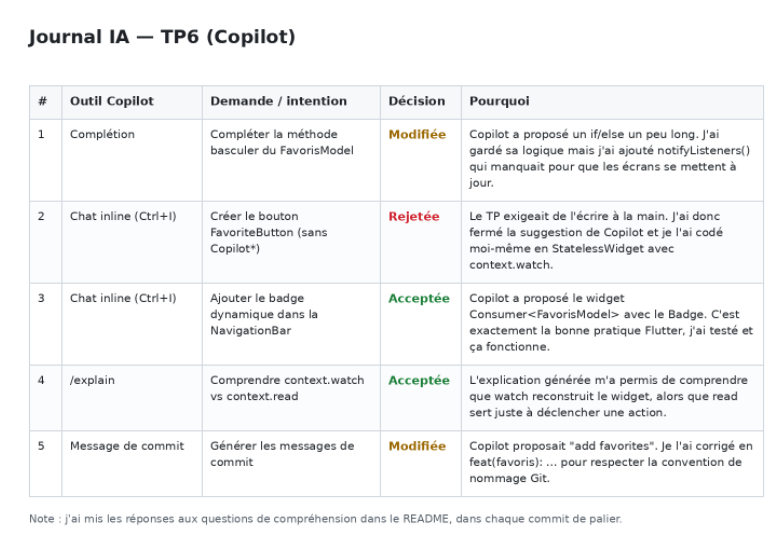 Journal IA — TP6 (Copilot)
# Outil Copilot Demande / intention Décision Pourquoi
1 Complétion Compléter la méthode basculer du FavorisModel Modifiée Copilot a proposé un if/else un peu long. J'ai
gardé sa logique mais j'ai ajouté notifyListeners()
qui manquait pour que les écrans se mettent à
jour.
2 Chat inline (Ctrl+I) Créer le bouton FavoriteButton (sans Copilot*) Rejetée Le TP exigeait de l'écrire à la main. J'ai donc
fermé la suggestion de Copilot et je l'ai codé
moi-même en StatelessWidget avec
context.watch.
3 Chat inline (Ctrl+I) Ajouter le badge dynamique dans la NavigationBar Acceptée Copilot a proposé le widget
Consumer<FavorisModel> avec le Badge. C'est
exactement la bonne pratique Flutter, j'ai testé et
ça fonctionne.
4 /explain Comprendre context.watch vs context.read Acceptée L'explication générée m'a permis de comprendre
que watch reconstruit le widget, alors que read
sert juste à déclencher une action.
5 Message de commit Générer les messages de commit Modifiée Copilot proposait "add favorites". Je l'ai corrigé en
feat(favoris): ... pour respecter la convention de
nommage Git.
Note : j'ai mis les réponses aux questions de compréhension dans le README, dans chaque commit de palier.